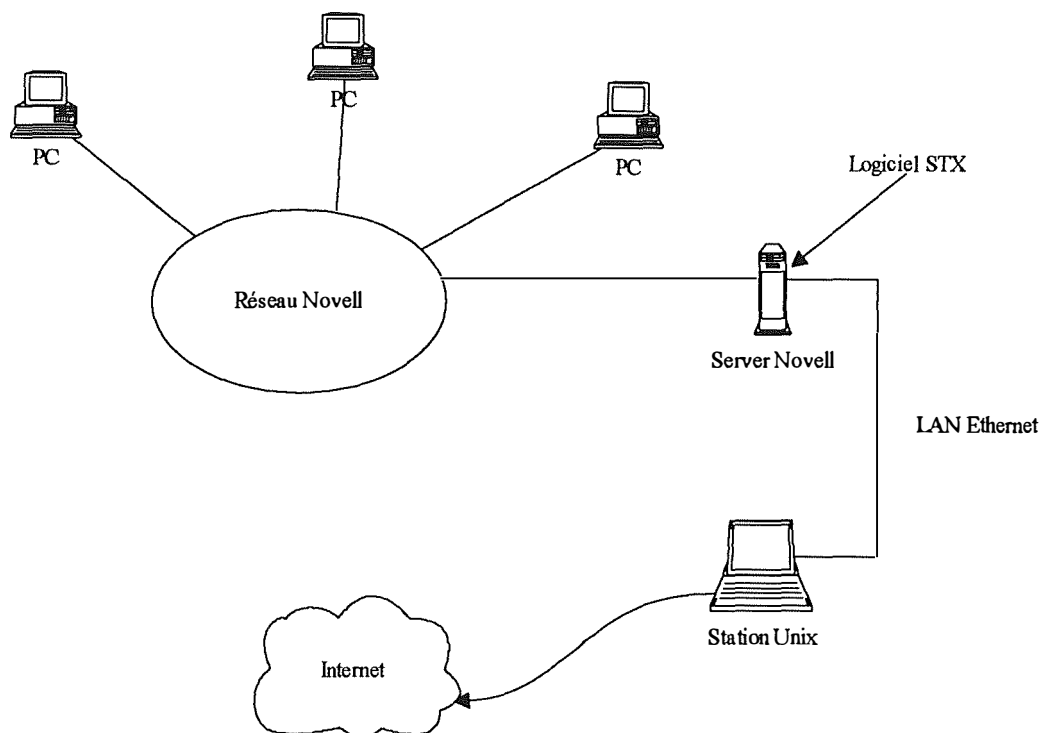 PC
PC
PC
Logiciel STX
Réseau Novell
Server Novell
LAN Ethernet
Station Unix
Internet